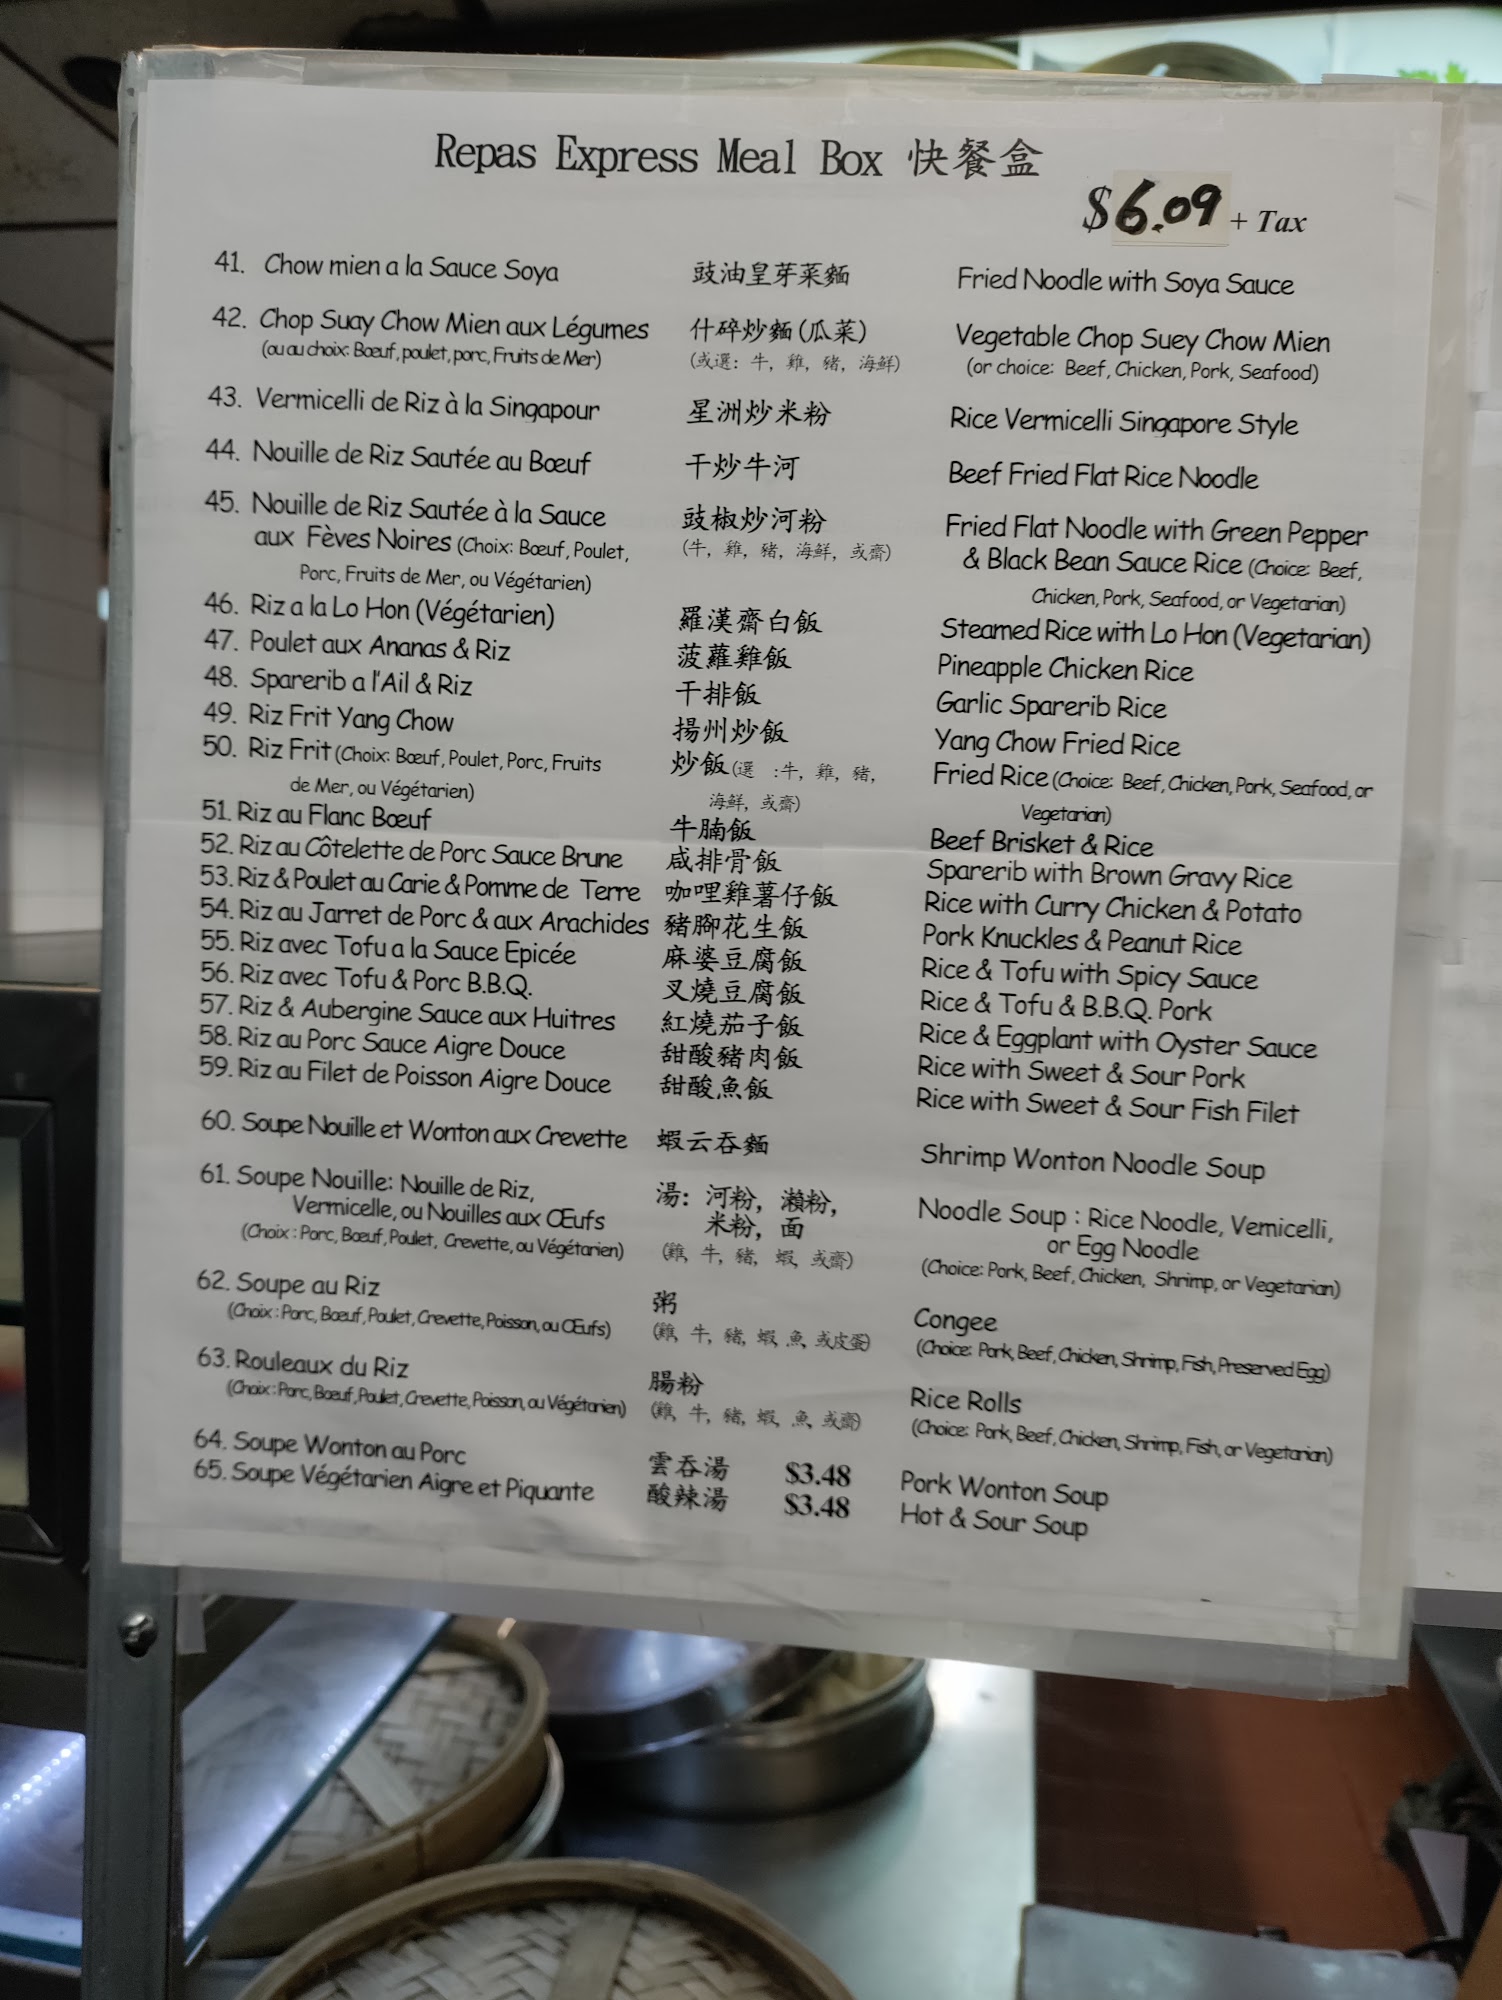 Repas Express Meal Box 快餐盒
$6.09 + Tax
41. Chow mien a la Sauce Soya 豉油皇芽菜麵 Fried Noodle with Soya Sauce
42. Chop Suay Chow Mien aux Légumes 什碎炒麵(瓜菜) Vegetable Chop Suey Chow Mien
(ou au choix: Bœuf, poulet, porc, Fruits de Mer) (或選: 牛, 雞, 豬, 海鮮) (or choice: Beef, Chicken, Pork, Seafood)
43. Vermicelli de Riz à la Singapour 星洲炒米粉 Rice Vermicelli Singapore Style
44. Nouille de Riz Sautée au Bœuf 干炒牛河 Beef Fried Flat Rice Noodle
45. Nouille de Riz Sautée à la Sauce 豉椒炒河粉 Fried Flat Noodle with Green Pepper
aux Fèves Noires (Choix: Bœuf, Poulet, (牛, 雞, 豬, 海鮮, 或齋) & Black Bean Sauce Rice (Choice: Beef,
Porc, Fruits de Mer, ou Végétarien) Chicken, Pork, Seafood, or Vegetarian)
46. Riz a la Lo Hon (Végétarien) 羅漢齋白飯 Steamed Rice with Lo Hon (Vegetarian)
47. Poulet aux Ananas & Riz 菠蘿雞飯 Pineapple Chicken Rice
48. Sparerib a l'Ail & Riz 干排飯 Garlic Sparerib Rice
49. Riz Frit Yang Chow 揚州炒飯 Yang Chow Fried Rice
50. Riz Frit (Choix: Bœuf, Poulet, Porc, Fruits 炒飯(選 :牛, 雞, 豬, Fried Rice (Choice: Beef, Chicken, Pork, Seafood, or
de Mer, ou Végétarien) 海鮮, 或齋) Vegetarian)
51. Riz au Flanc Bœuf 牛腩飯 Beef Brisket & Rice
52. Riz au Côtelette de Porc Sauce Brune 咸排骨飯 Sparerib with Brown Gravy Rice
53. Riz & Poulet au Carie & Pomme de Terre 咖哩雞薯仔飯 Rice with Curry Chicken & Potato
54. Riz au Jarret de Porc & aux Arachides 豬腳花生飯 Pork Knuckles & Peanut Rice
55. Riz avec Tofu a la Sauce Epicée 麻婆豆腐飯 Rice & Tofu with Spicy Sauce
56. Riz avec Tofu & Porc B.B.Q. 叉燒豆腐飯 Rice & Tofu & B.B.Q. Pork
57. Riz & Aubergine Sauce aux Huitres 紅燒茄子飯 Rice & Eggplant with Oyster Sauce
58. Riz au Porc Sauce Aigre Douce 甜酸豬肉飯 Rice with Sweet & Sour Pork
59. Riz au Filet de Poisson Aigre Douce 甜酸魚飯 Rice with Sweet & Sour Fish Filet
60. Soupe Nouille et Wonton aux Crevette 蝦云吞麵 Shrimp Wonton Noodle Soup
61. Soupe Nouille: Nouille de Riz, 湯: 河粉, 瀨粉, Noodle Soup : Rice Noodle, Vemicelli,
Vermicelle, ou Nouilles aux Œufs 米粉, 面 or Egg Noodle
(Choix : Porc, Bœuf, Poulet, Crevette, ou Végétarien) (雞, 牛, 豬, 蝦, 或齋) (Choice: Pork, Beef, Chicken, Shrimp, or Vegetarian)
62. Soupe au Riz 粥 Congee
(Choix : Porc, Bœuf, Poulet, Crevette, Poisson, ou Œufs) (雞, 牛, 豬, 蝦, 魚, 或皮蛋) (Choice: Pork, Beef, Chicken, Shrimp, Fish, Preserved Egg)
63. Rouleaux du Riz 腸粉 Rice Rolls
(Choix : Porc, Bœuf, Poulet, Crevette, Poisson, ou Végétarien) (雞, 牛, 豬, 蝦, 魚, 或齋) (Choice: Pork, Beef, Chicken, Shrimp, Fish, or Vegetarian)
64. Soupe Wonton au Porc 雲吞湯 $3.48 Pork Wonton Soup
65. Soupe Végétarien Aigre et Piquante 酸辣湯 $3.48 Hot & Sour Soup